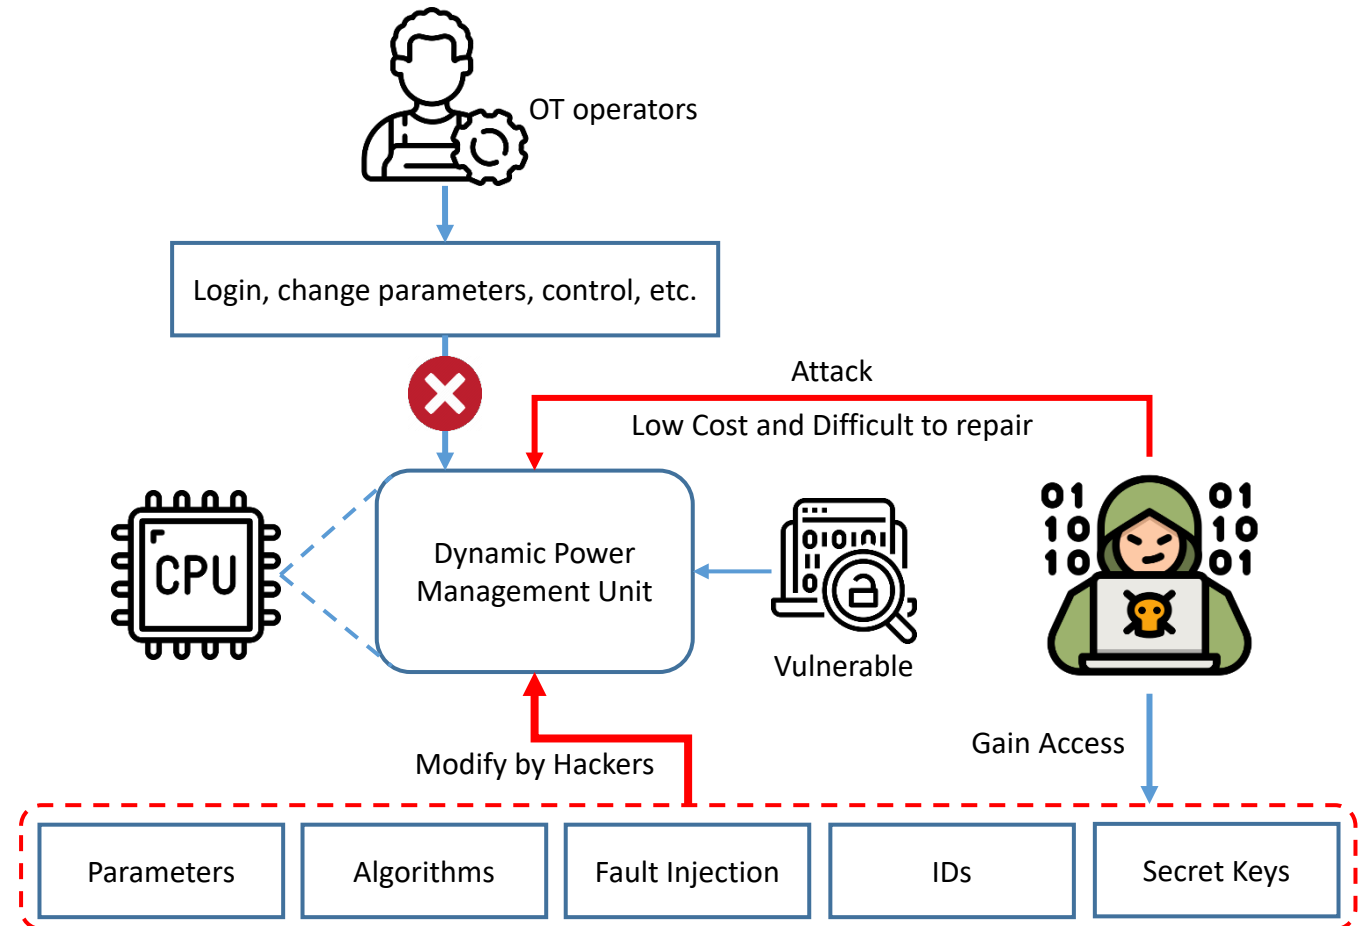 OT operators
Login, change parameters, control, etc.
Attack
Low Cost and Difficult to repair
CPU
Dynamic Power
Management Unit
010101
0
Vulnerable
01
10
10
01
10
01
Gain Access
Modify by Hackers
Parameters
Algorithms
Fault Injection
IDs
Secret Keys